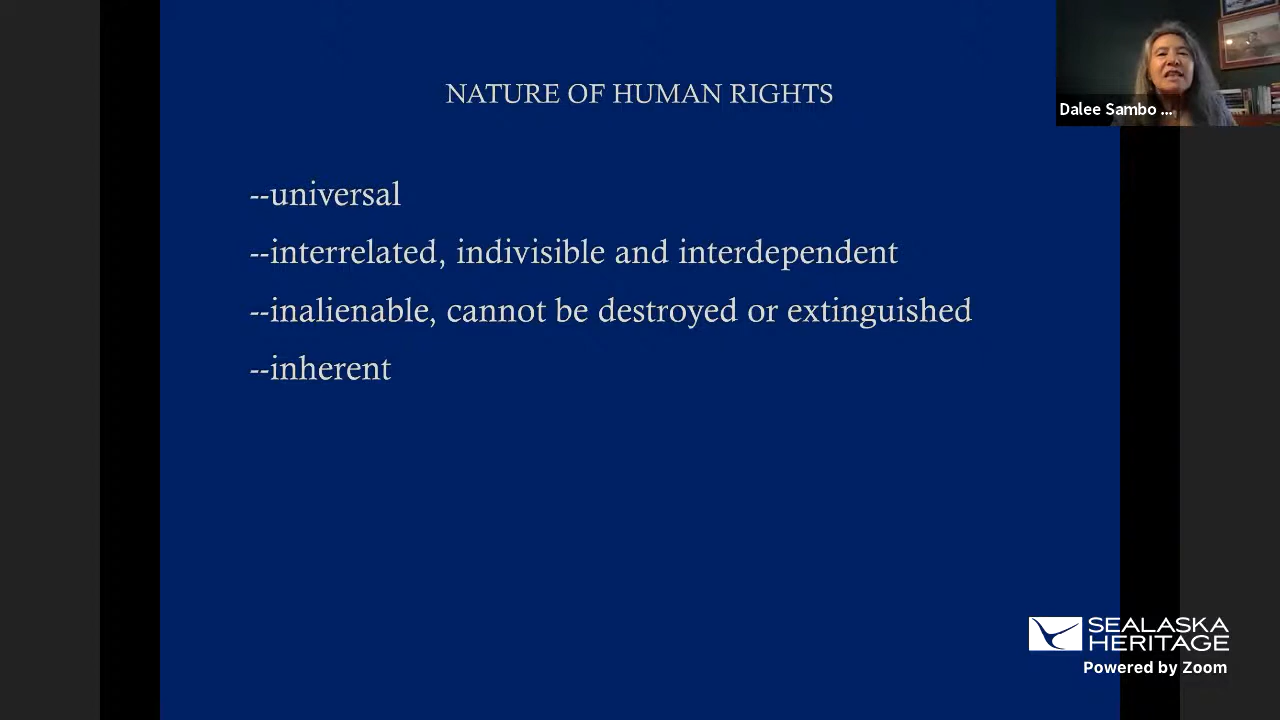 NATURE OF HUMAN RIGHTS
Dalee Sambo ...
--universal
--interrelated, indivisible and interdependent
--inalienable, cannot be destroyed or extinguished
--inherent
SEALASKA
HERITAGE
Powered by Zoom